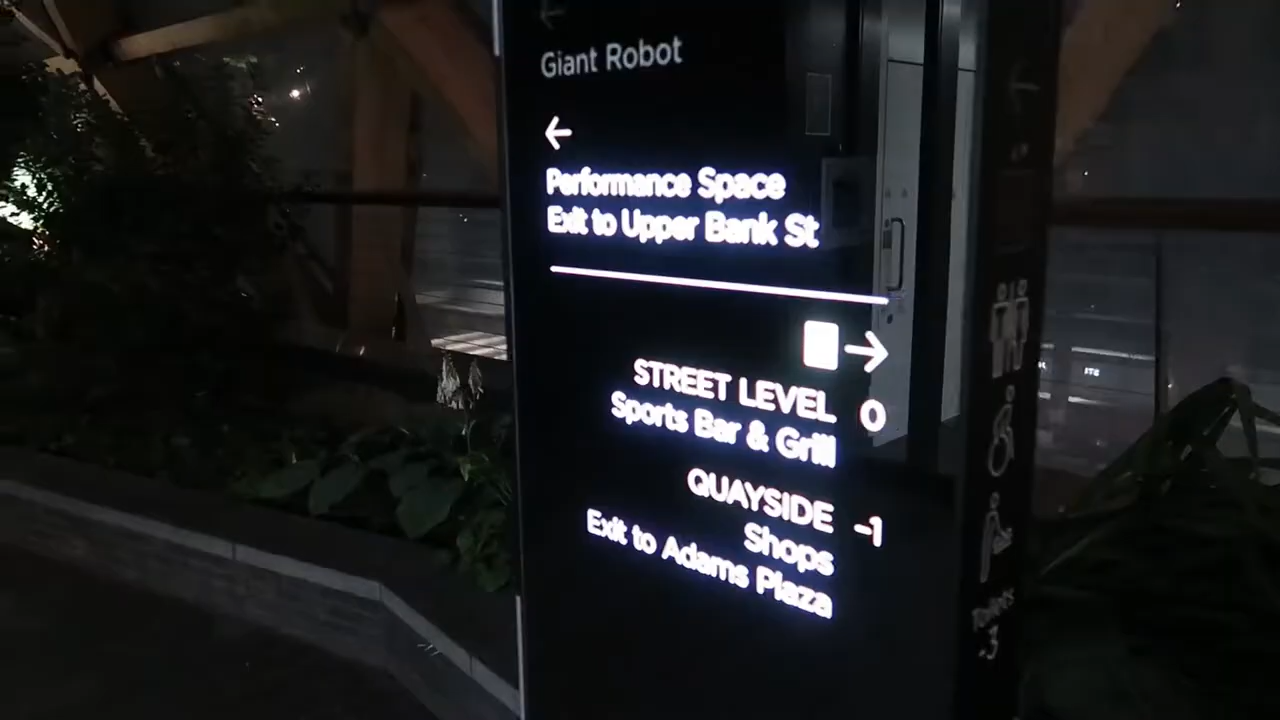 Giant Robot
←
Performance Space
Exit to Upper Bank St
→
STREET LEVEL 0
Sports Bar & Grill
QUAYSIDE -1
Shops
Exit to Adams Plaza
-3